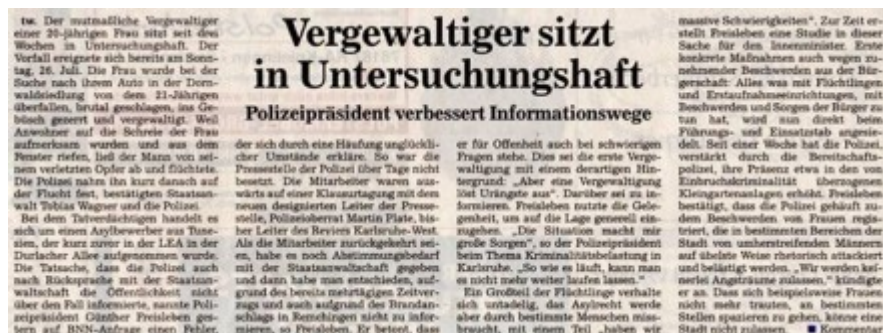 Vergewaltiger sitzt
in Untersuchungshaft
Polizeipräsident verbessert Informationswege
tw. Der mutmaßliche Vergewaltiger
einer 20-jährigen Frau sitzt seit drei
Wochen in Untersuchungshaft. Der
Vorfall ereignete sich bereits am Sonn-
tag, 26. Juli. Die Frau wurde bei der
Suche nach ihrem Auto in der Dorn-
waldsiedlung von dem 21-Jährigen
überfallen, brutal geschlagen, ins Ge-
büsch gezerrt und vergewaltigt. Weil
Anwohner auf die Schreie der Frau
aufmerksam wurden und aus dem
Fenster riefen, ließ der Mann von sei-
nem verletzten Opfer ab und flüchtete.
Die Polizei nahm ihn kurz danach auf
der Flucht fest, bestätigten Staatsan-
walt Tobias Wagner und die Polizei.
Bei dem Tatverdächtigen handelt es
sich um einen Asylbewerber aus Tune-
sien, der kurz zuvor in der LEA in der
Durlacher Allee aufgenommen wurde.
Die Tatsache, dass die Polizei auch
nach Rücksprache mit der Staatsan-
waltschaft die Öffentlichkeit nicht
über den Fall informierte, nannte Poli-
zeipräsident Günther Freisleben ges-
tern auf BNN-Anfrage einen Fehler,
der sich durch eine Häufung unglückli-
cher Umstände erkläre. So war die
Pressestelle der Polizei über Tage nicht
besetzt. Die Mitarbeiter waren aus-
wärts auf einer Klausurtagung mit dem
neuen designierten Leiter der Presse-
stelle, Polizeioberrat Martin Plate, bis-
her Leiter des Reviers Karlsruhe-West.
Als die Mitarbeiter zurückgekehrt sei-
en, habe es noch Abstimmungsbedarf
mit der Staatsanwaltschaft gegeben
und dann habe man entschieden, auf-
grund des bereits mehrtägigen Zeitver-
zugs und auch aufgrund des Brandan-
schlags in Remchingen nicht zu infor-
mieren, so Freisleben. Er betont, dass
er für Offenheit auch bei schwierigen
Fragen stehe. Dies sei die erste Verge-
waltigung mit einem derartigen Hin-
tergrund: „Aber eine Vergewaltigung
löst Urängste aus“. Darüber sei zu in-
formieren. Freisleben nutzte die Gele-
genheit, um auf die Lage generell ein-
zugehen. „Die Situation macht mir
große Sorgen“, so der Polizeipräsident
beim Thema Kriminalitätsbelastung in
Karlsruhe. „So wie es läuft, kann man
es nicht mehr weiter laufen lassen.“
Ein Großteil der Flüchtlinge verhalte
sich untadelig, das Asylrecht werde
aber durch bestimmte Menschen miss-
braucht, mit einem Teil „haben wir
massive Schwierigkeiten“. Zur Zeit er-
stellt Freisleben eine Studie in dieser
Sache für den Innenminister. Erste
konkrete Maßnahmen auch wegen zu-
nehmender Beschwerden aus der Bür-
gerschaft: Alles was mit Flüchtlingen
und Erstaufnahmeeinrichtungen, mit
Beschwerden und Sorgen der Bürger zu
tun hat, wird nun direkt beim
Führungs- und Einsatzstab angesie-
delt. Seit einer Woche hat die Polizei,
verstärkt durch die Bereitschafts-
polizei, ihre Präsenz etwa in den von
Einbruchskriminalität überzogenen
Kleingartenanlagen erhöht. Freisleben
bestätigt, dass die Polizei gehäuft zu-
dem Beschwerden von Frauen regis-
triert, die in bestimmten Bereichen der
Stadt von umherstreifenden Männern
auf übelste Weise rhetorisch attackiert
und belästigt werden. „Wir werden kei-
nerlei Angsträume zulassen,“ kündigte
er an. Dass sich beispielsweise Frauen
nicht mehr trauten, an bestimmten
Stellen spazieren zu gehen, könne eine
Stadt nicht zulassen. ■ Kommentar